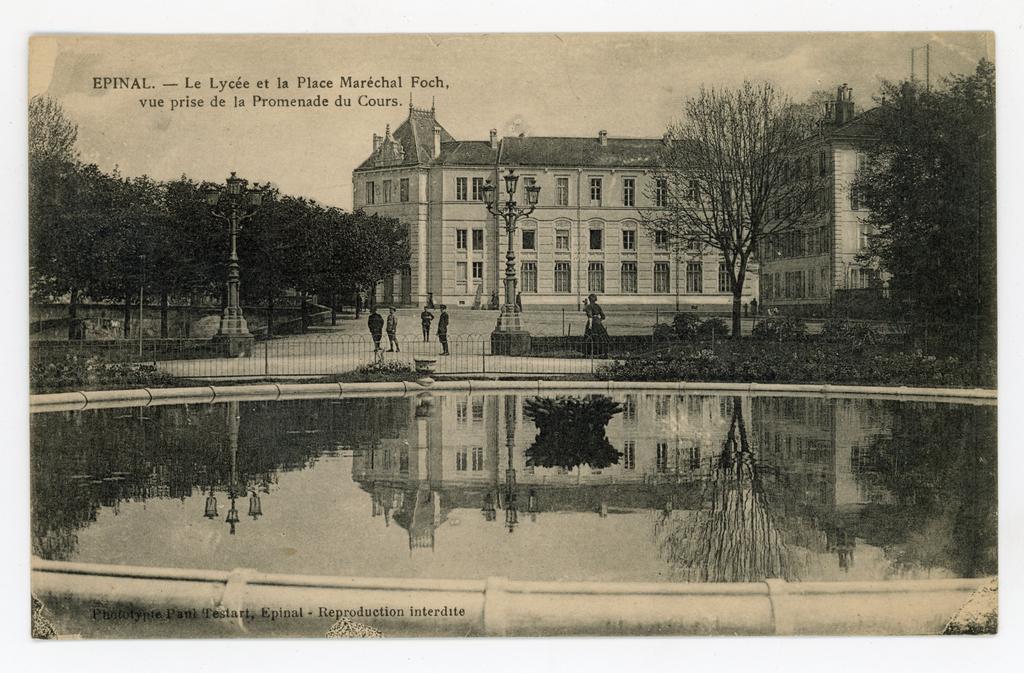 EPINAL. — Le Lycée et la Place Maréchal Foch,
vue prise de la Promenade du Cours.
Phototypie Paul Testart, Epinal - Reproduction interdite